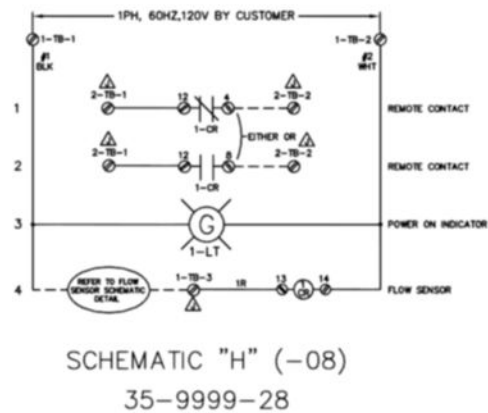 1PH, 60HZ,120V BY CUSTOMER
1-TB-1
1-TB-2
#1
BLK
#2
WHT
1
2-TB-1
12
4
2-TB-2
REMOTE CONTACT
1-CR
EITHER OR
2
2-TB-1
12
8
2-TB-2
REMOTE CONTACT
1-CR
3
G
POWER ON INDICATOR
1-LT
4
REFER TO FLOW
SENSOR SCHEMATIC
DETAIL
1-TB-3
1R
13
1
CR
14
FLOW SENSOR
SCHEMATIC "H" (-08)
35-9999-28